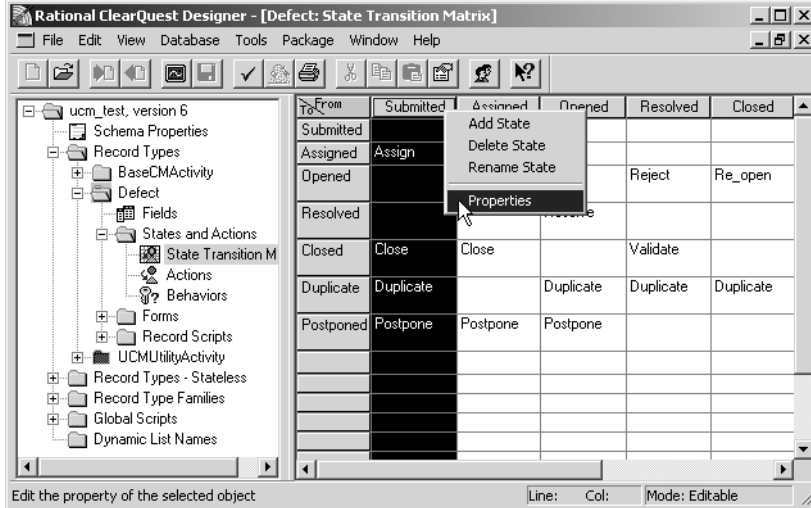 Rational ClearQuest Designer - [Defect: State Transition Matrix]
File Edit View Database Tools Package Window Help
ucm_test, version 6
Schema Properties
Record Types
BaseCMActivity
Defect
Fields
States and Actions
State Transition M
Actions
Behaviors
Forms
Record Scripts
UCMUtilityActivity
Record Types - Stateless
Record Type Families
Global Scripts
Dynamic List Names
To From Submitted Assigned Opened Resolved Closed
Submitted
Assigned Assign
Opened Reject Re_open
Resolved
Closed Close Close Validate
Duplicate Duplicate Duplicate Duplicate Duplicate
Postponed Postpone Postpone Postpone
Add State
Delete State
Rename State
Properties
Edit the property of the selected object Line: Col: Mode: Editable